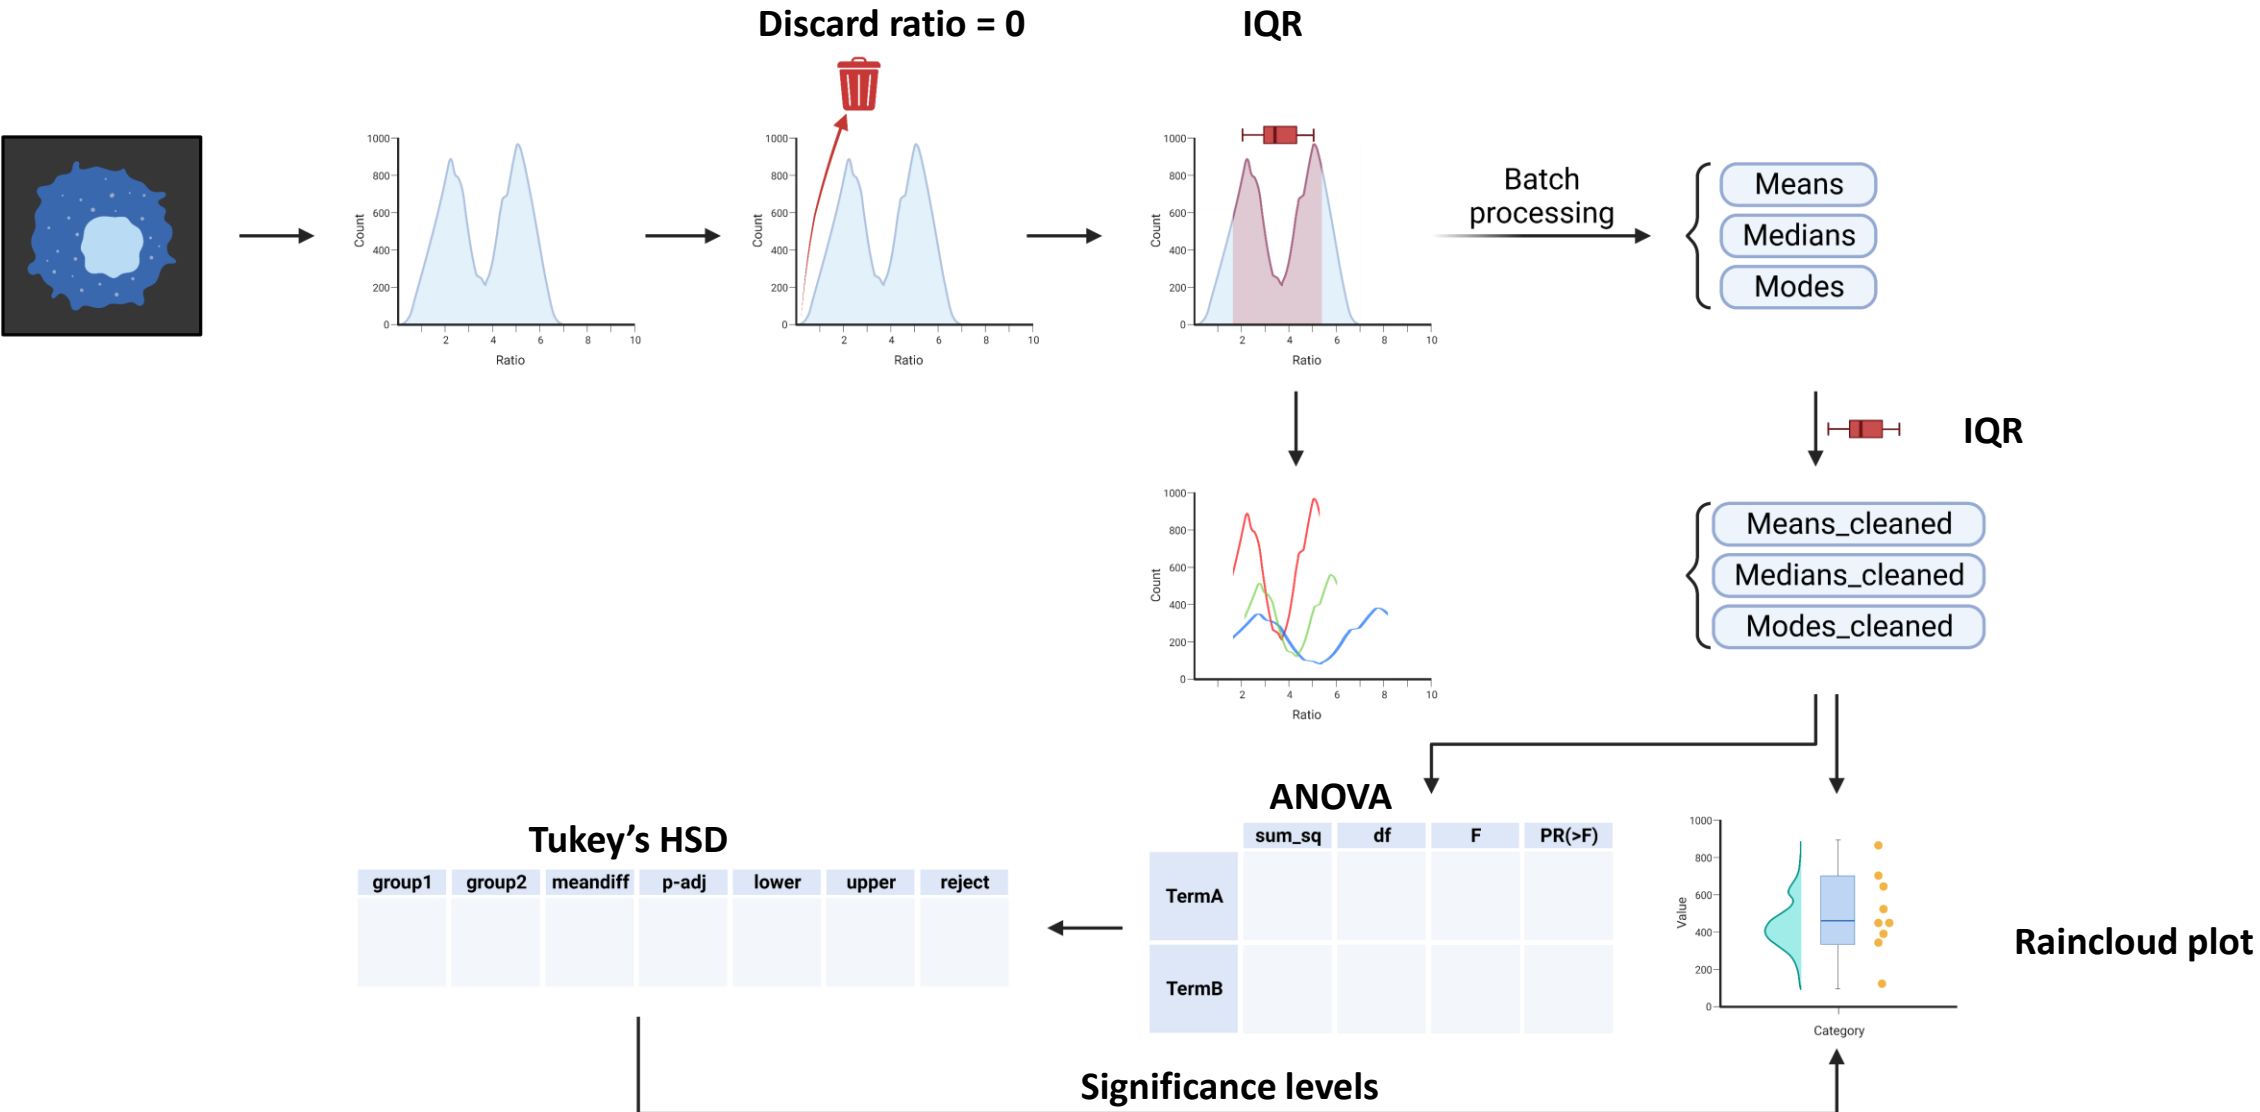 Discard ratio = 0
IQR
1000
800
600
400
200
0
Count
2 4 6 8 10
Ratio
1000
800
600
400
200
0
Count
2 4 6 8 10
Ratio
1000
800
600
400
200
0
Count
2 4 6 8 10
Ratio
Batch
processing
Means
Medians
Modes
IQR
1000
800
600
400
200
0
Count
2 4 6 8 10
Ratio
Means_cleaned
Medians_cleaned
Modes_cleaned
ANOVA
sum_sq df F PR(>F)
TermA
TermB
Tukey’s HSD
group1 group2 meandiff p-adj lower upper reject
1000
800
600
400
200
0
Value
Category
Raincloud plot
Significance levels